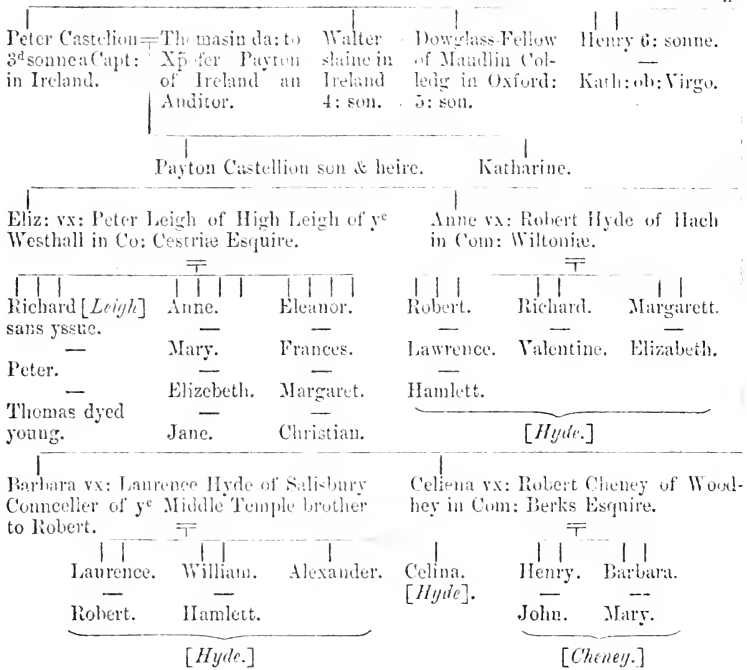 Peter Castelion Thomasin da: to Walter Dowglass Fellow Henry 6: sonne.
3d sonne a Capt: Xp̄fer Payton slaine in of Maudlin Col-
in Ireland. of Ireland an Ireland ledg in Oxford: Kath: ob: Virgo.
Auditor. 4: son. 5: son.
Payton Castellion son & heire. Katharine.
Eliz: vx: Peter Leigh of High Leigh of ye Anne vx: Robert Hyde of Hach
Westhall in Co: Cestriæ Esquire. in Com: Wiltoniæ.
Richard [Leigh] Anne. Eleanor. Robert. Richard. Margarett.
sans yssue.
Mary. Frances. Lawrence. Valentine. Elizabeth.
Peter.
Elizebeth. Margaret. Hamlett.
Thomas dyed
young. Jane. Christian. [Hyde.]
Barbara vx: Laurence Hyde of Salisbury Celiena vx: Robert Cheney of Wood-
Counceller of ye Middle Temple brother hey in Com: Berks Esquire.
to Robert.
Laurence. William. Alexander. Celina. Henry. Barbara.
[Hyde].
Robert. Hamlett. John. Mary.
[Hyde.] [Cheney.]